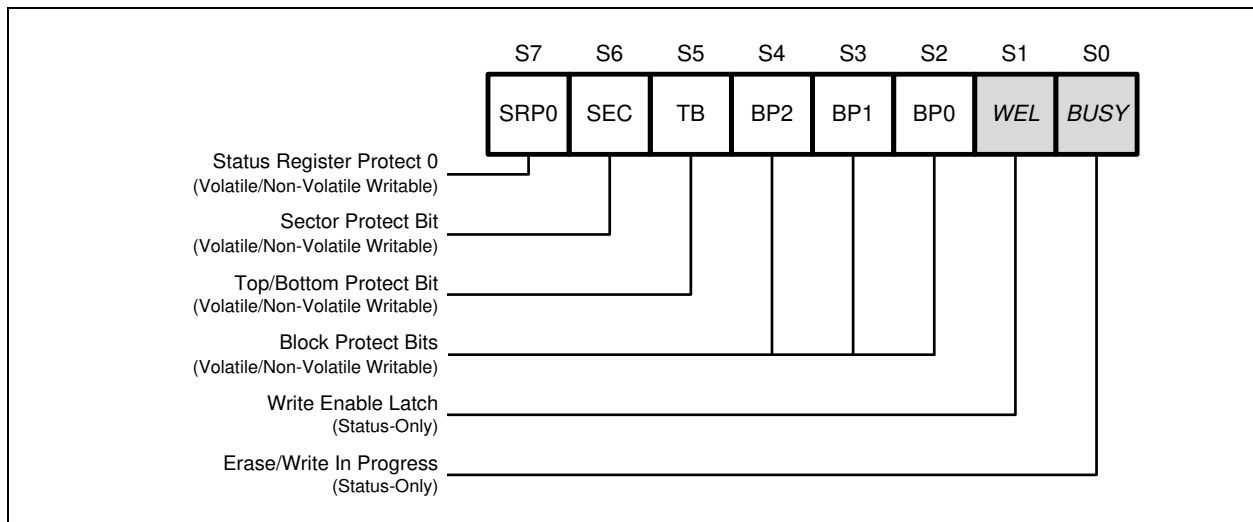 S7 S6 S5 S4 S3 S2 S1 S0
SRP0 SEC TB BP2 BP1 BP0 WEL BUSY
Status Register Protect 0
(Volatile/Non-Volatile Writable)
Sector Protect Bit
(Volatile/Non-Volatile Writable)
Top/Bottom Protect Bit
(Volatile/Non-Volatile Writable)
Block Protect Bits
(Volatile/Non-Volatile Writable)
Write Enable Latch
(Status-Only)
Erase/Write In Progress
(Status-Only)